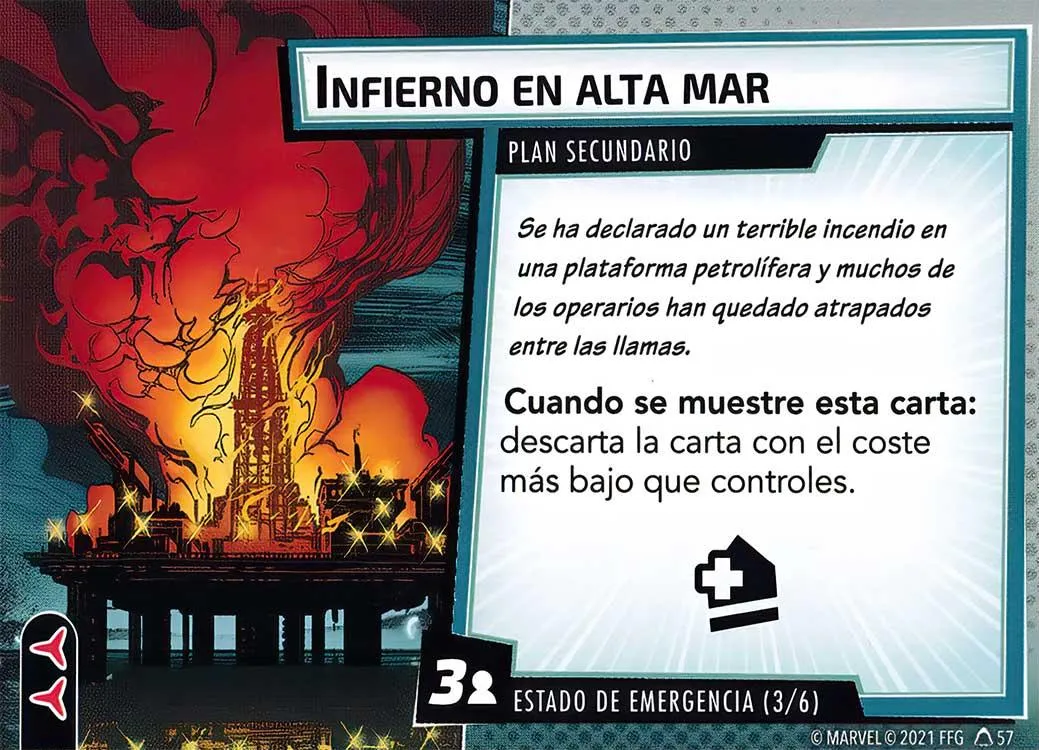 INFIERNO EN ALTA MAR
PLAN SECUNDARIO
Se ha declarado un terrible incendio en
una plataforma petrolífera y muchos de
los operarios han quedado atrapados
entre las llamas.
Cuando se muestre esta carta:
descarta la carta con el coste
más bajo que controles.
3
ESTADO DE EMERGENCIA (3/6)
© MARVEL © 2021 FFG 57